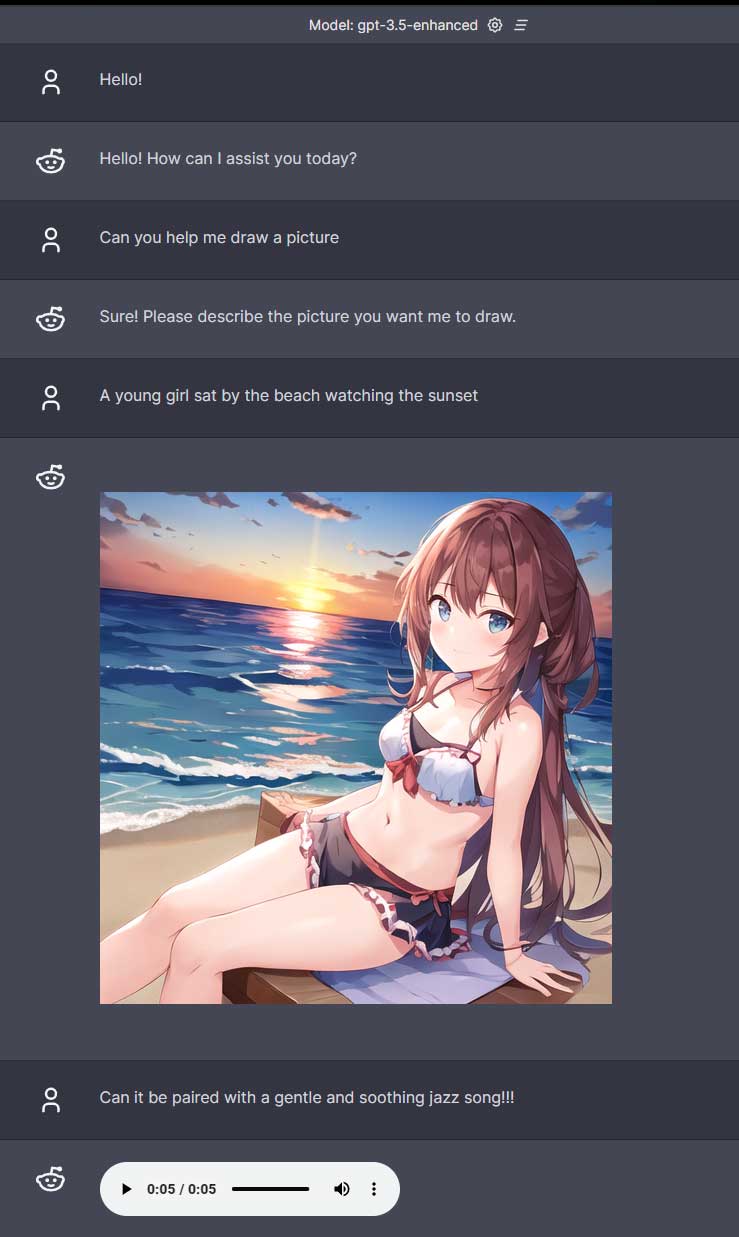 Model: gpt-3.5-enhanced
Hello!
Hello! How can I assist you today?
Can you help me draw a picture
Sure! Please describe the picture you want me to draw.
A young girl sat by the beach watching the sunset
Can it be paired with a gentle and soothing jazz song!!!
0:05 / 0:05